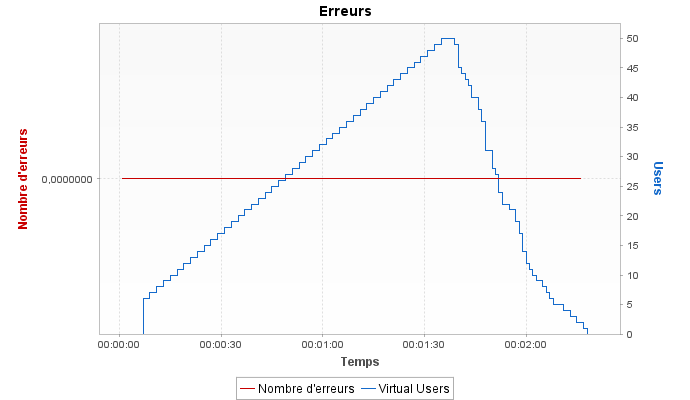 Erreurs
Nombre d'erreurs
0,0000000
50
45
40
35
30
25
20
15
10
5
0
Users
00:00:00 00:00:30 00:01:00 00:01:30 00:02:00
Temps
Nombre d'erreurs Virtual Users